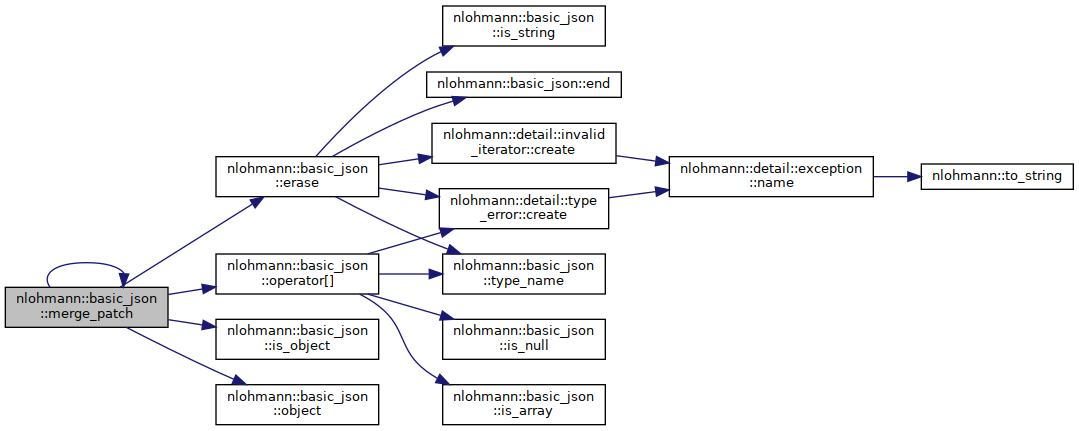 nlohmann::basic_json
::merge_patch
nlohmann::basic_json
::erase
nlohmann::basic_json
::operator[]
nlohmann::basic_json
::is_object
nlohmann::basic_json
::object
nlohmann::basic_json
::is_string
nlohmann::basic_json::end
nlohmann::detail::invalid
_iterator::create
nlohmann::detail::type
_error::create
nlohmann::basic_json
::type_name
nlohmann::basic_json
::is_null
nlohmann::basic_json
::is_array
nlohmann::detail::exception
::name
nlohmann::to_string